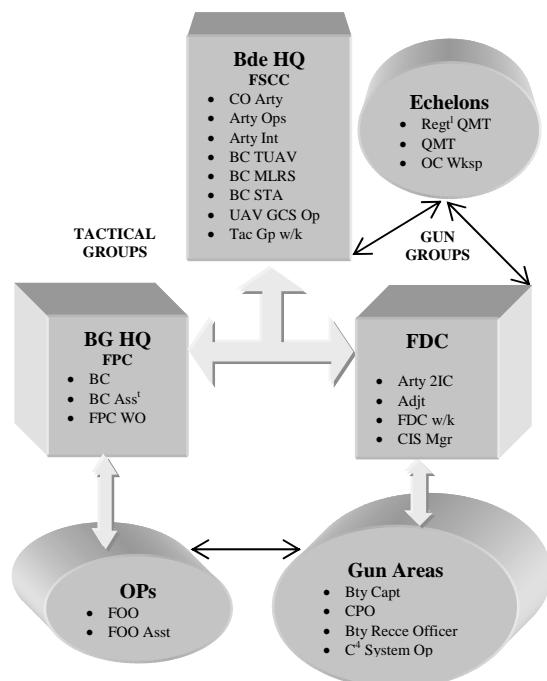 Bde HQ
FSCC
• CO Arty
• Arty Ops
• Arty Int
• BC TUAV
• BC MLRS
• BC STA
• UAV GCS Op
• Tac Gp w/k
Echelons
• Regtˡ QMT
• QMT
• OC Wksp
TACTICAL
GROUPS
GUN
GROUPS
BG HQ
FPC
• BC
• BC Assᵗ
• FPC WO
FDC
• Arty 2IC
• Adjt
• FDC w/k
• CIS Mgr
OPs
• FOO
• FOO Asst
Gun Areas
• Bty Capt
• CPO
• Bty Recce Officer
• C⁴ System Op